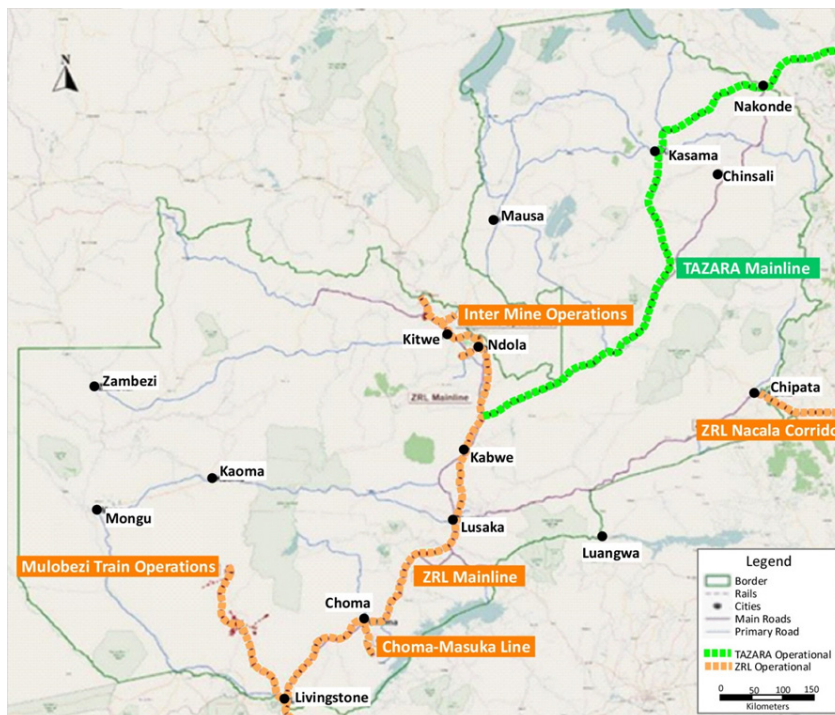 N
Nakonde
Kasama
Chinsali
Mausa
TAZARA Mainline
Inter Mine Operations
Kitwe
Ndola
Zambezi
ZRL Mainline
Chipata
ZRL Nacala Corrido
Kaoma
Kabwe
Mongu
Lusaka
Luangwa
Mulobezi Train Operations
ZRL Mainline
Choma
Choma-Masuka Line
Livingstone
Legend
Border
Rails
Cities
Main Roads
Primary Road
TAZARA Operational
ZRL Operational
0 50 100 150
Kilometers